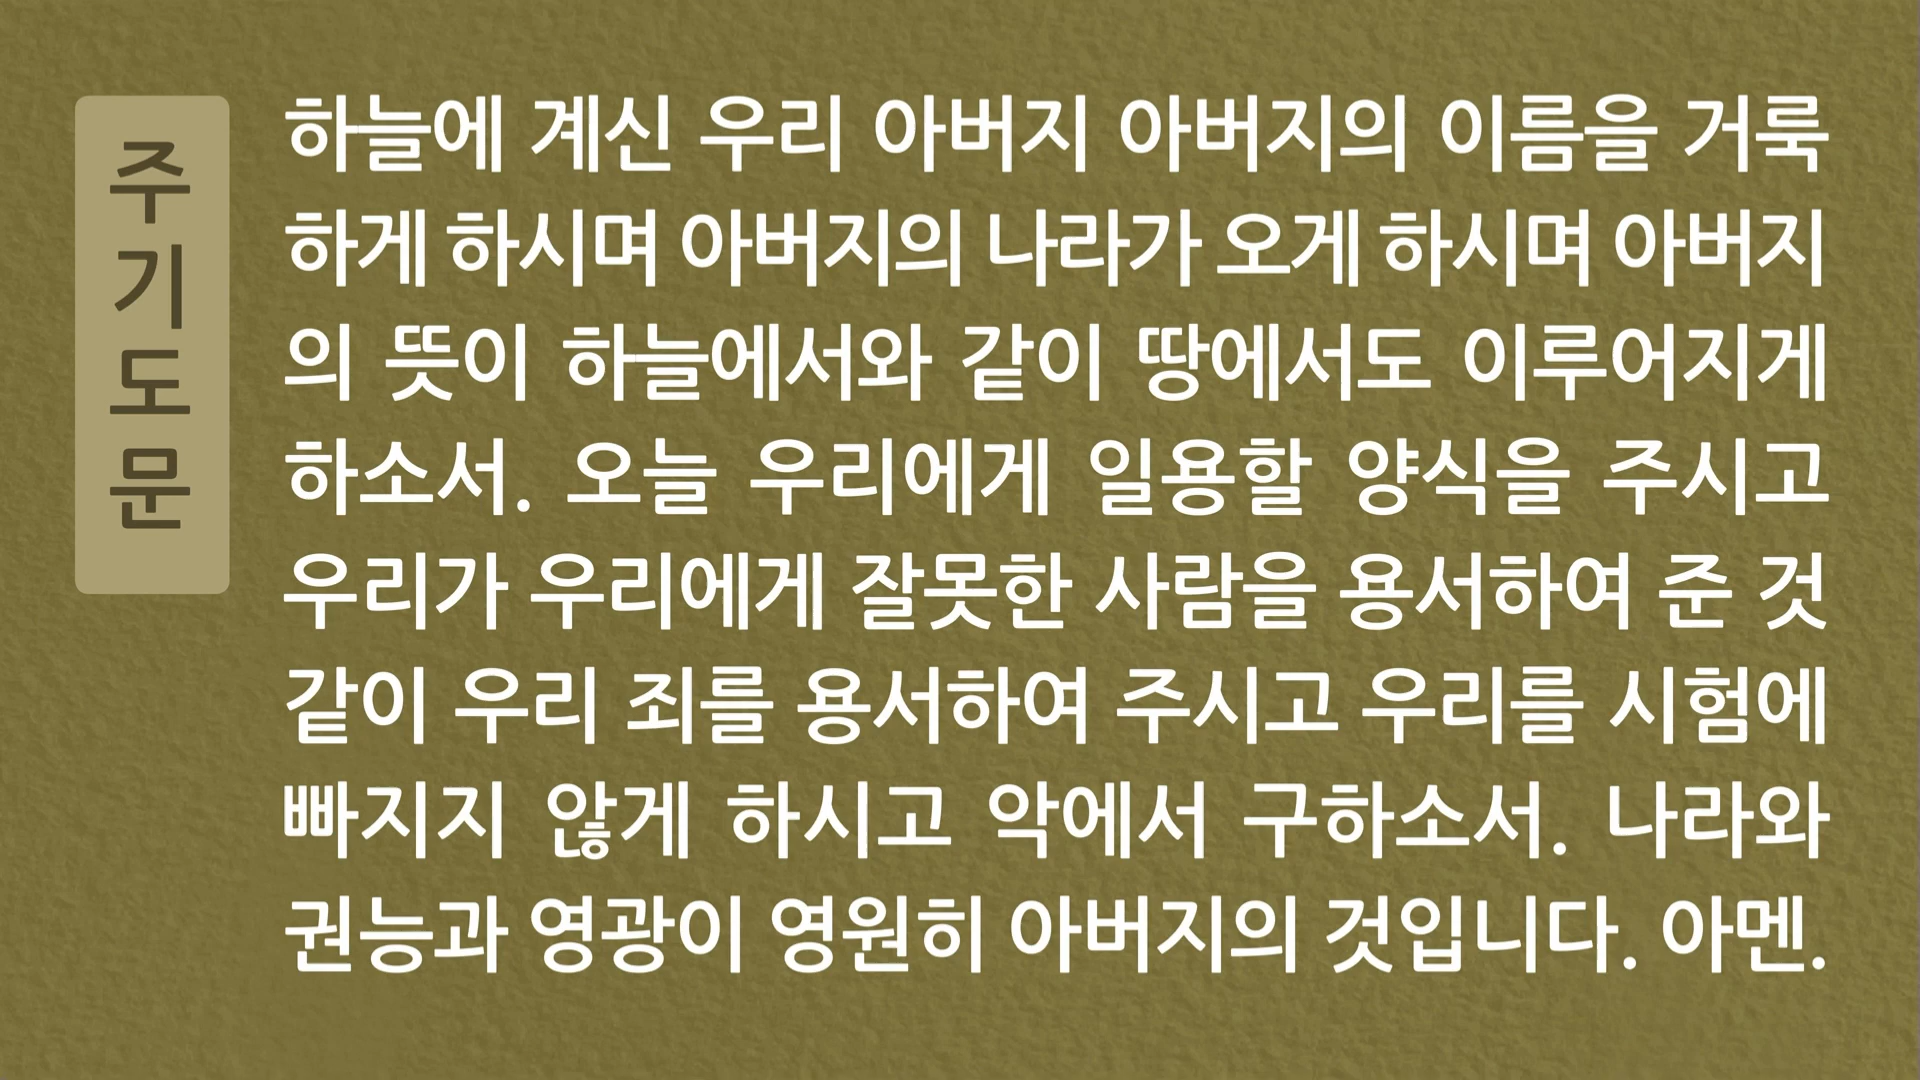 주기도문
하늘에 계신 우리 아버지 아버지의 이름을 거룩
하게 하시며 아버지의 나라가 오게 하시며 아버지
의 뜻이 하늘에서와 같이 땅에서도 이루어지게
하소서. 오늘 우리에게 일용할 양식을 주시고
우리가 우리에게 잘못한 사람을 용서하여 준 것
같이 우리 죄를 용서하여 주시고 우리를 시험에
빠지지 않게 하시고 악에서 구하소서. 나라와
권능과 영광이 영원히 아버지의 것입니다. 아멘.